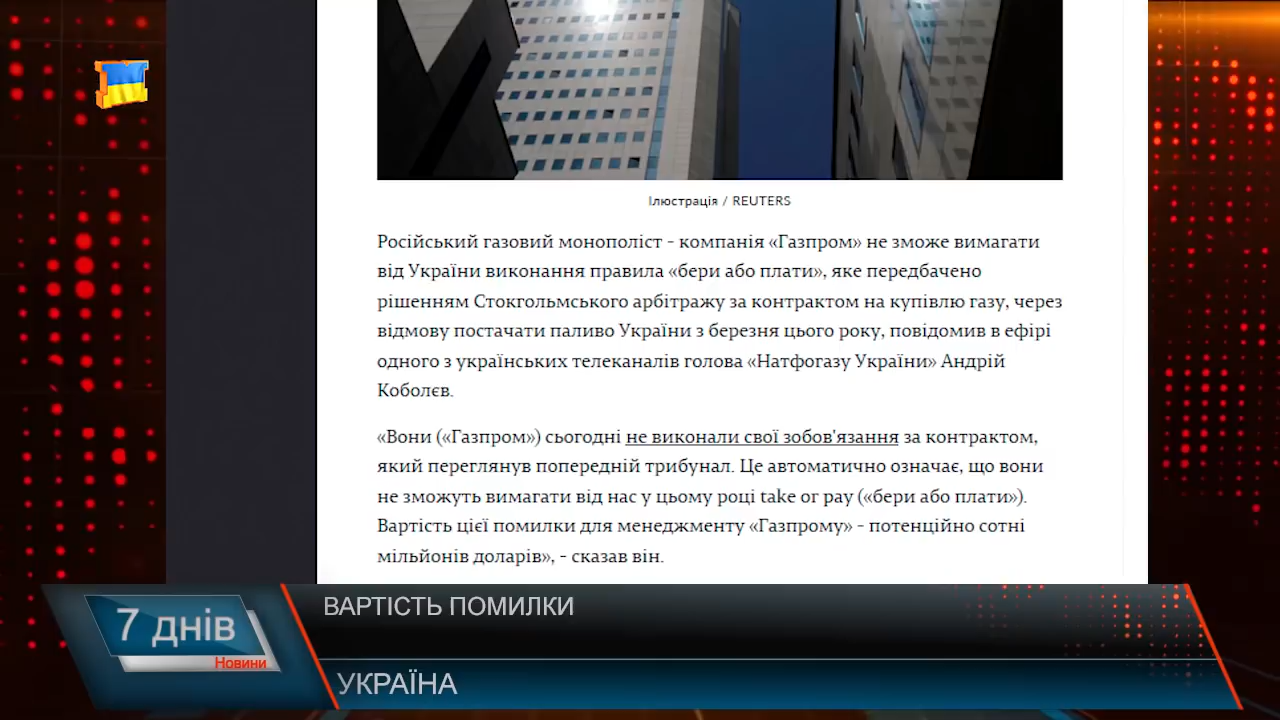 Ілюстрація / REUTERS
Російський газовий монополіст - компанія «Газпром» не зможе вимагати
від України виконання правила «бери або плати», яке передбачено
рішенням Стокгольмського арбітражу за контрактом на купівлю газу, через
відмову постачати паливо України з березня цього року, повідомив в ефірі
одного з українських телеканалів голова «Натфогазу України» Андрій
Коболєв.
«Вони («Газпром») сьогодні не виконали свої зобов'язання за контрактом,
який переглянув попередній трибунал. Це автоматично означає, що вони
не зможуть вимагати від нас у цьому році take or pay («бери або плати»).
Вартість цієї помилки для менеджменту «Газпрому» - потенційно сотні
мільйонів доларів», - сказав він.
7 днів
Новини
ВАРТІСТЬ ПОМИЛКИ
УКРАЇНА